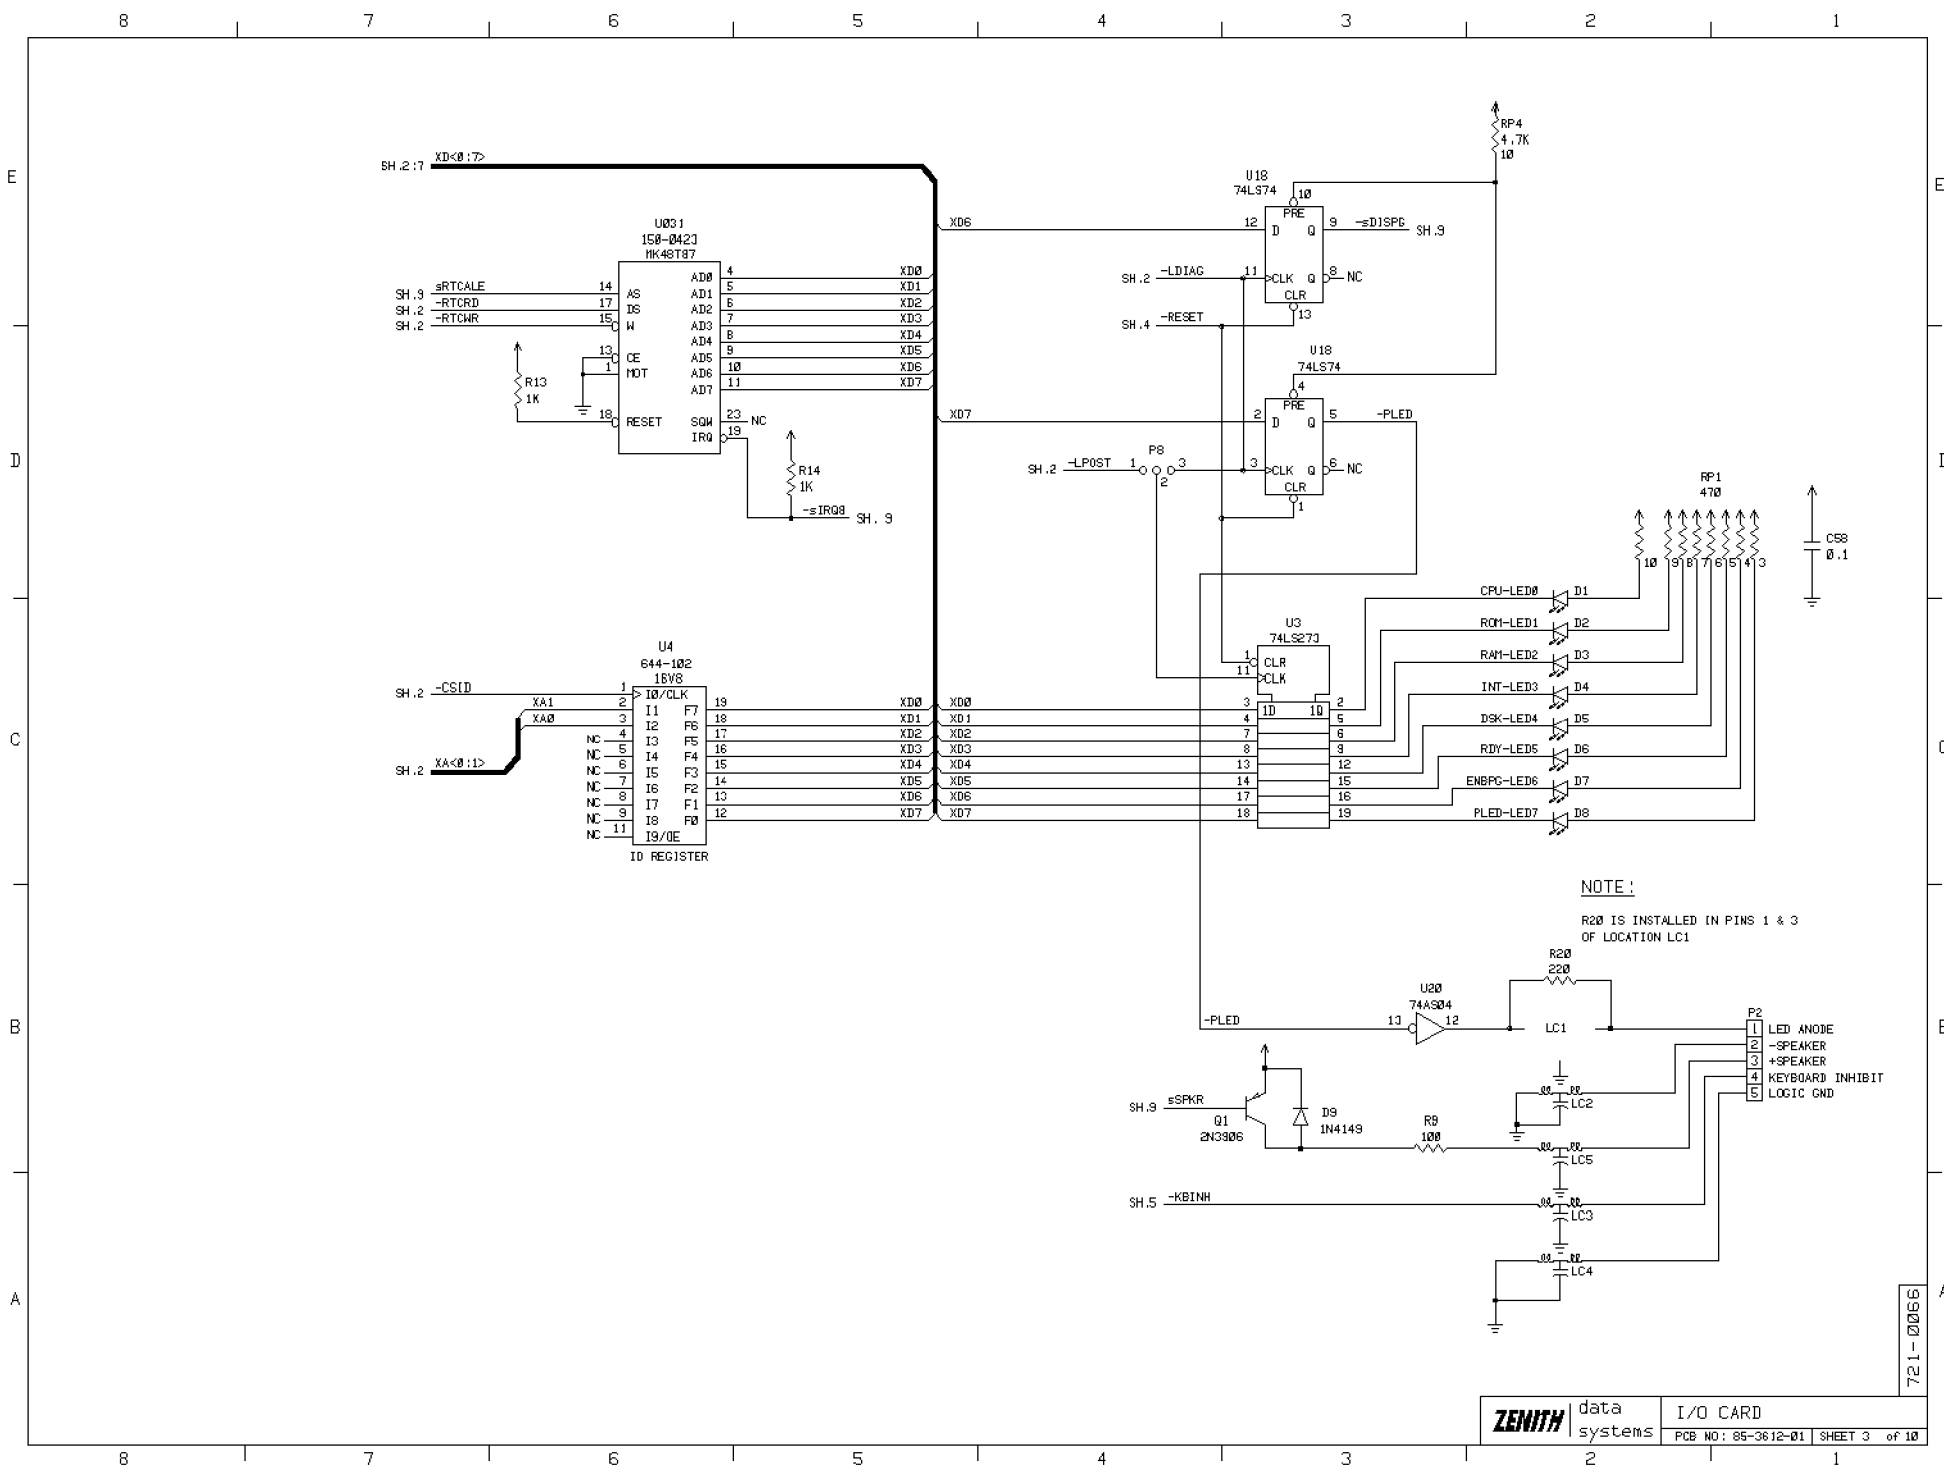 8 7 6 5 4 3 2 1
E
E
RP4
4.7K
10
XD<0:7>
SH.2:7
U18
74LS74
10
PRE
XD6 12 D Q 9 -sDISPG SH.9
SH.2 -LDIAG 11 CLK Q 8 NC
CLR
13
SH.4 -RESET
U031
150-0423
MK48T87
AD0 4 XD0
SH.9 sRTCALE 14 AS AD1 5 XD1
SH.2 -RTCRD 17 DS AD2 6 XD2
SH.2 -RTCWR 15 W AD3 7 XD3
AD4 8 XD4
13 CE AD5 9 XD5
1 MOT AD6 10 XD6
AD7 11 XD7
R13
1K
18 RESET SQW 23 NC
IRQ 19
R14
1K
-sIRQ8 SH. 9
U18
74LS74
4
PRE
XD7 2 D Q 5 -PLED
D
P8
SH.2 -LPOST 1 3 3 CLK Q 6 NC
2
CLR
1
RP1
470
10 9 8 7 6 5 4 3
C58
0.1
CPU-LED0 D1
ROM-LED1 D2
RAM-LED2 D3
INT-LED3 D4
DSK-LED4 D5
RDY-LED5 D6
ENBPG-LED6 D7
PLED-LED7 D8
U3
74LS273
1 CLR
11 CLK
U4
644-102
16V8
SH.2 -CSID 1 I0/CLK
XA1 2 I1 F7 19 XD0 XD0 3 1D 1Q 2
XA0 3 I2 F6 18 XD1 XD1 4 5
NC 4 I3 F5 17 XD2 XD2 7 6
C
NC 5 I4 F4 16 XD3 XD3 8 9
SH.2 XA<0:1>
NC 6 I5 F3 15 XD4 XD4 13 12
NC 7 I6 F2 14 XD5 XD5 14 15
NC 8 I7 F1 13 XD6 XD6 17 16
NC 9 I8 F0 12 XD7 XD7 18 19
NC 11 I9/OE
ID REGISTER
NOTE:
R20 IS INSTALLED IN PINS 1 & 3
OF LOCATION LC1
R20
220
U20
74AS04
B
-PLED 13 12 LC1
P2
1 LED ANODE
2 -SPEAKER
3 +SPEAKER
4 KEYBOARD INHIBIT
5 LOGIC GND
LC2
SH.9 sSPKR
Q1
2N3906
D9
1N4149
R9
100
LC5
SH.5 -KBINH
LC3
LC4
A
721-0066
ZENITH data systems
I/O CARD
PCB NO: 85-3612-01 SHEET 3 of 10
8 7 6 5 4 3 2 1